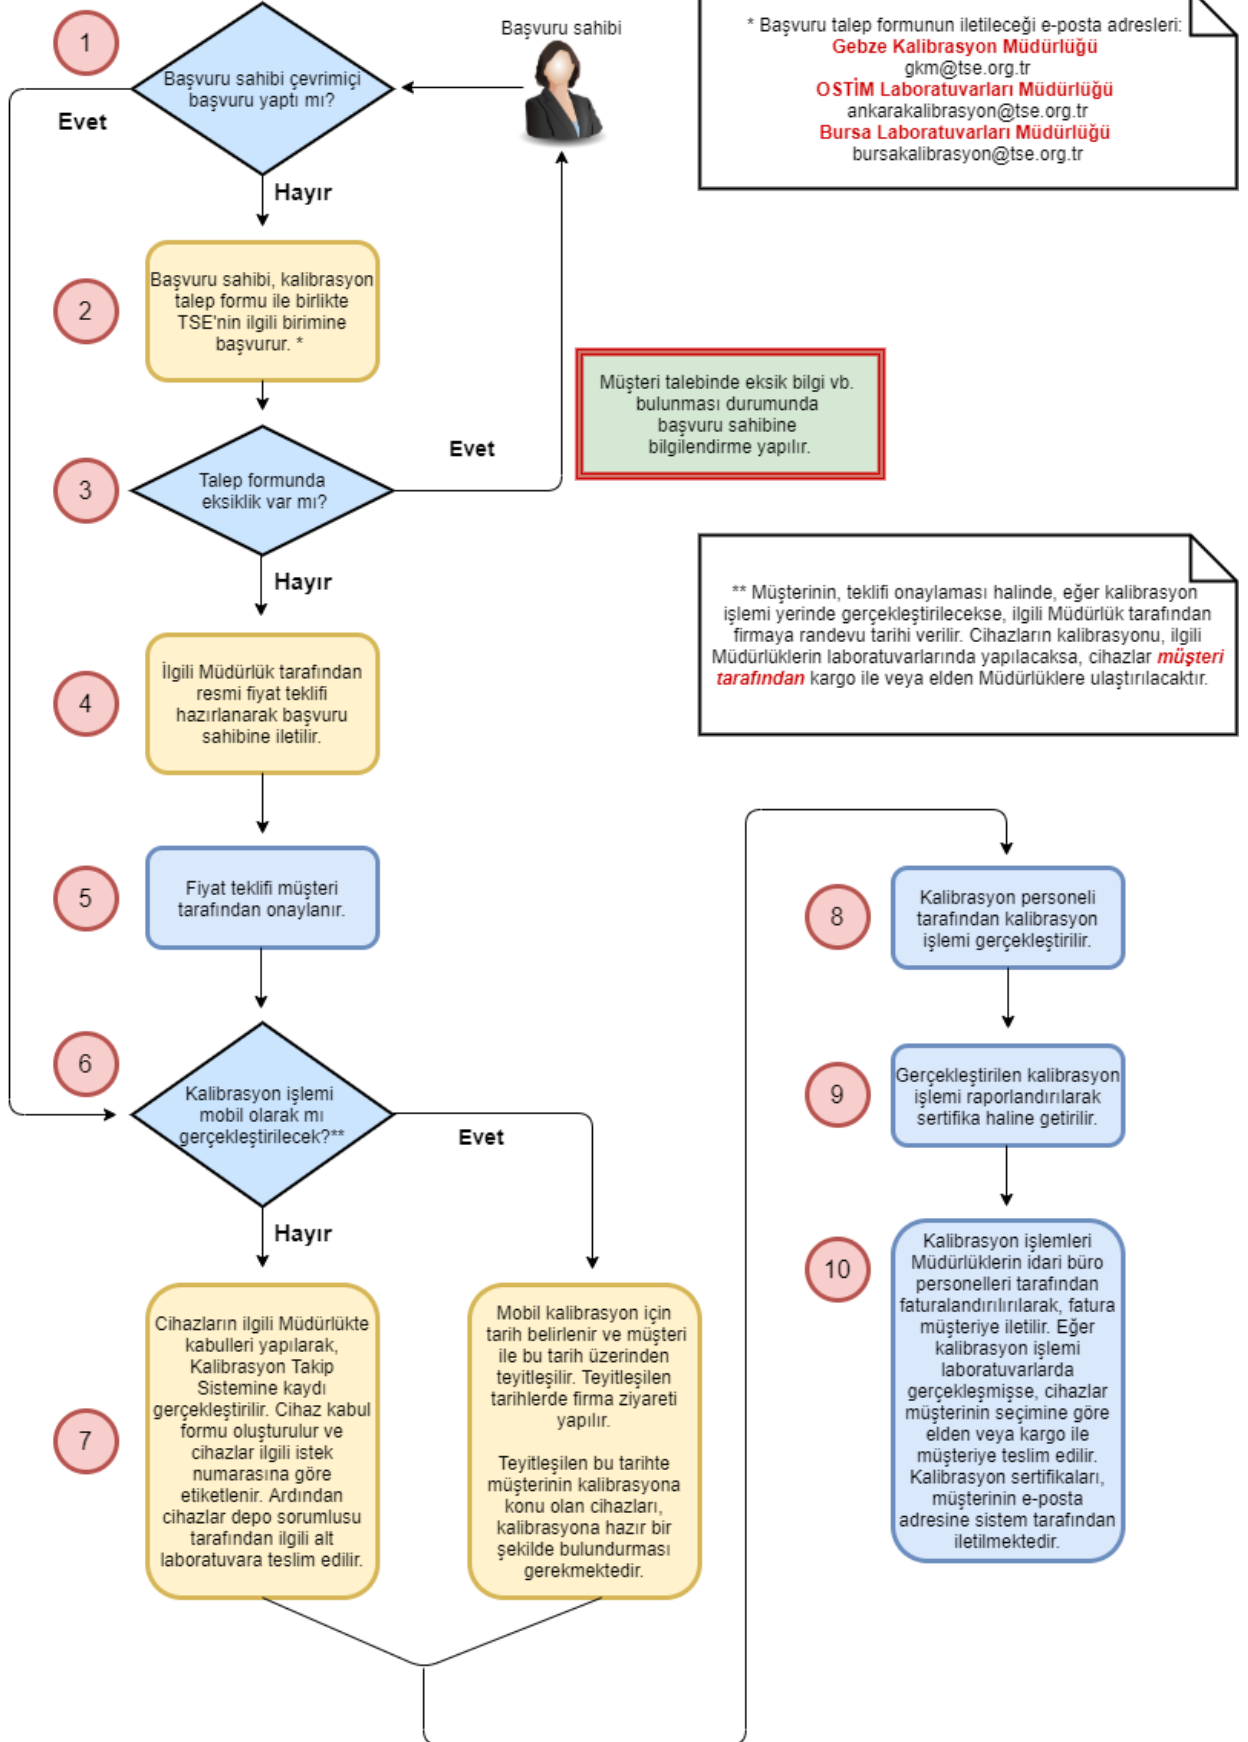 1
Başvuru sahibi çevrimiçi
başvuru yaptı mı?
Evet
Hayır
Başvuru sahibi
* Başvuru talep formunun iletileceği e-posta adresleri:
Gebze Kalibrasyon Müdürlüğü
gkm@tse.org.tr
OSTİM Laboratuvarları Müdürlüğü
ankarakalibrasyon@tse.org.tr
Bursa Laboratuvarları Müdürlüğü
bursakalibrasyon@tse.org.tr
2
Başvuru sahibi, kalibrasyon
talep formu ile birlikte
TSE'nin ilgili birimine
başvurur. *
Müşteri talebinde eksik bilgi vb.
bulunması durumunda
başvuru sahibine
bilgilendirme yapılır.
3
Talep formunda
eksiklik var mı?
Evet
Hayır
** Müşterinin, teklifi onaylaması halinde, eğer kalibrasyon
işlemi yerinde gerçekleştirilecekse, ilgili Müdürlük tarafından
firmaya randevu tarihi verilir. Cihazların kalibrasyonu, ilgili
Müdürlüklerin laboratuvarlarında yapılacaksa, cihazlar müşteri
tarafından kargo ile veya elden Müdürlüklere ulaştırılacaktır.
4
İlgili Müdürlük tarafından
resmi fiyat teklifi
hazırlanarak başvuru
sahibine iletilir.
5
Fiyat teklifi müşteri
tarafından onaylanır.
6
Kalibrasyon işlemi
mobil olarak mı
gerçekleştirilecek?**
Evet
Hayır
7
Cihazların ilgili Müdürlükte
kabulleri yapılarak,
Kalibrasyon Takip
Sistemine kaydı
gerçekleştirilir. Cihaz kabul
formu oluşturulur ve
cihazlar ilgili istek
numarasına göre
etiketlenir. Ardından
cihazlar depo sorumlusu
tarafından ilgili alt
laboratuvara teslim edilir.
Mobil kalibrasyon için
tarih belirlenir ve müşteri
ile bu tarih üzerinden
teyitleşilir. Teyitleşilen
tarihlerde firma ziyareti
yapılır.
Teyitleşilen bu tarihte
müşterinin kalibrasyona
konu olan cihazları,
kalibrasyona hazır bir
şekilde bulundurması
gerekmektedir.
8
Kalibrasyon personeli
tarafından kalibrasyon
işlemi gerçekleştirilir.
9
Gerçekleştirilen kalibrasyon
işlemi raporlandırılarak
sertifika haline getirilir.
10
Kalibrasyon işlemleri
Müdürlüklerin idari büro
personelleri tarafından
faturalandırılırılarak, fatura
müşteriye iletilir. Eğer
kalibrasyon işlemi
laboratuvarlarda
gerçekleşmişse, cihazlar
müşterinin seçimine göre
elden veya kargo ile
müşteriye teslim edilir.
Kalibrasyon sertifikaları,
müşterinin e-posta
adresine sistem tarafından
iletilmektedir.